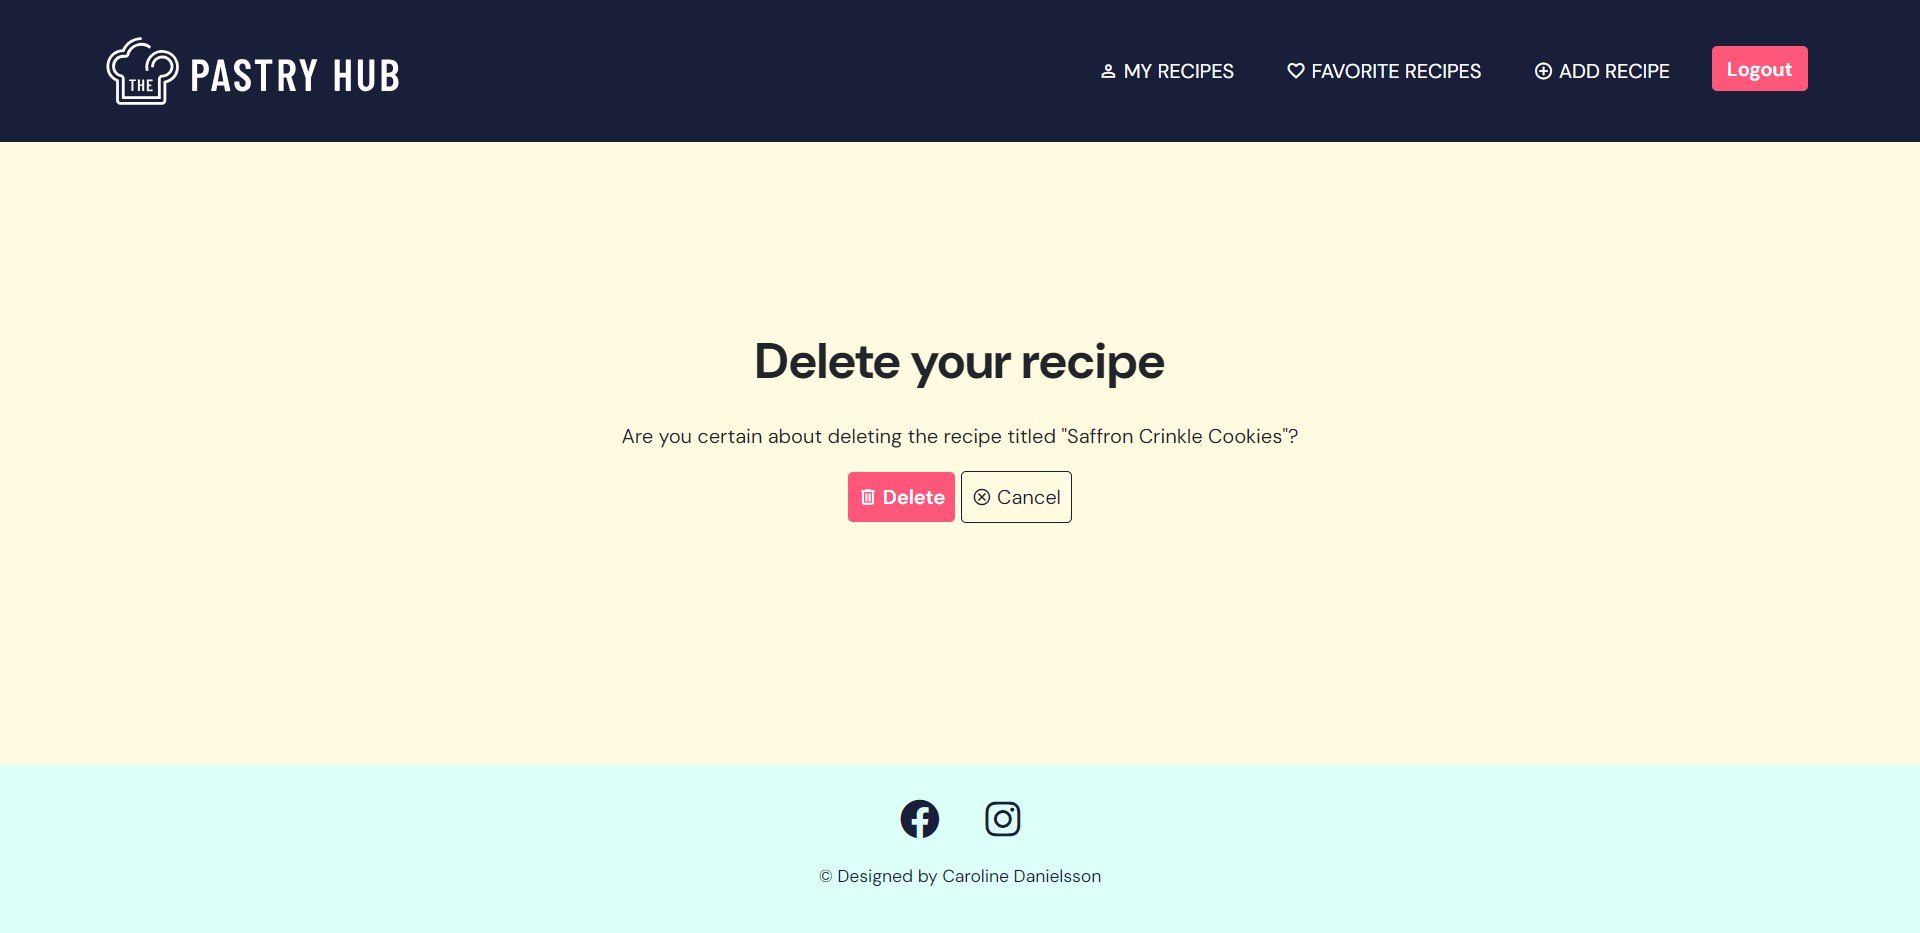 THE PASTRY HUB
MY RECIPES
FAVORITE RECIPES
ADD RECIPE
Logout
Delete your recipe
Are you certain about deleting the recipe titled "Saffron Crinkle Cookies"?
Delete
Cancel
© Designed by Caroline Danielsson